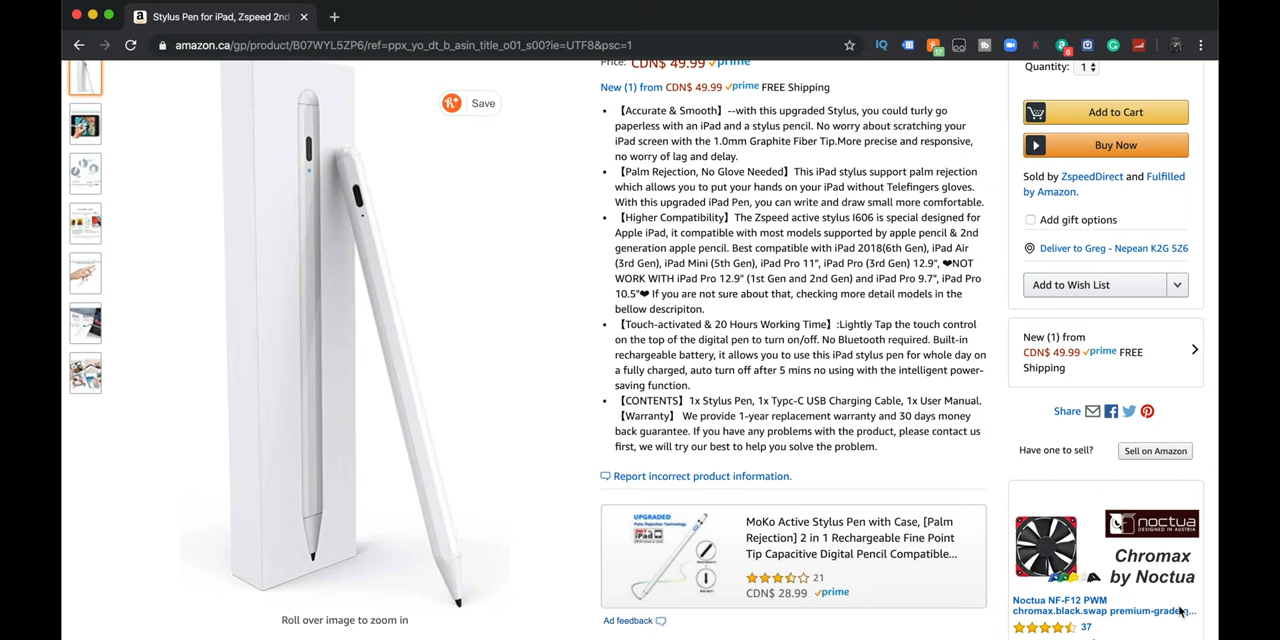 Stylus Pen for iPad, Zspeed 2nd
amazon.ca/gp/product/B07WYL5ZP6/ref=ppx_yo_dt_b_asin_title_o01_s00?ie=UTF8&psc=1
Save
Roll over image to zoom in
Price: CDN$ 49.99 prime
New (1) from CDN$ 49.99 prime FREE Shipping
【Accurate & Smooth】--with this upgraded Stylus, you could turly go
paperless with an iPad and a stylus pencil. No worry about scratching your
iPad screen with the 1.0mm Graphite Fiber Tip.More precise and responsive,
no worry of lag and delay.
【Palm Rejection, No Glove Needed】This iPad stylus support palm rejection
which allows you to put your hands on your iPad without Telefingers gloves.
With this upgraded iPad Pen, you can write and draw small more comfortable.
【Higher Compatibility】The Zspeed active stylus I606 is special designed for
Apple iPad, it compatible with most models supported by apple pencil & 2nd
generation apple pencil. Best compatible with iPad 2018(6th Gen), iPad Air
(3rd Gen), iPad Mini (5th Gen), iPad Pro 11", iPad Pro (3rd Gen) 12.9", ❤NOT
WORK WITH iPad Pro 12.9" (1st Gen and 2nd Gen) and iPad Pro 9.7", iPad Pro
10.5"❤ If you are not sure about that, checking more detail models in the
bellow descripiton.
【Touch-activated & 20 Hours Working Time】:Lightly Tap the touch control
on the top of the digital pen to turn on/off. No Bluetooth required. Built-in
rechargeable battery, it allows you to use this iPad stylus pen for whole day on
a fully charged, auto turn off after 5 mins no using with the intelligent power-
saving function.
【CONTENTS】1x Stylus Pen, 1x Typc-C USB Charging Cable, 1x User Manual.
【Warranty】 We provide 1-year replacement warranty and 30 days money
back guarantee. If you have any problems with the product, please contact us
first, we will try our best to help you solve the problem.
Report incorrect product information.
UPGRADED
MoKo Active Stylus Pen with Case, [Palm
Rejection] 2 in 1 Rechargeable Fine Point
Tip Capacitive Digital Pencil Compatible...
21
CDN$ 28.99 prime
Ad feedback
Quantity: 1
Add to Cart
Buy Now
Sold by ZspeedDirect and Fulfilled
by Amazon.
Add gift options
Deliver to Greg - Nepean K2G 5Z6
Add to Wish List
New (1) from
CDN$ 49.99 prime FREE
Shipping
Share
Have one to sell?
Sell on Amazon
noctua
DESIGNED IN AUSTRIA
Chromax
by Noctua
Noctua NF-F12 PWM
chromax.black.swap premium-grade
37